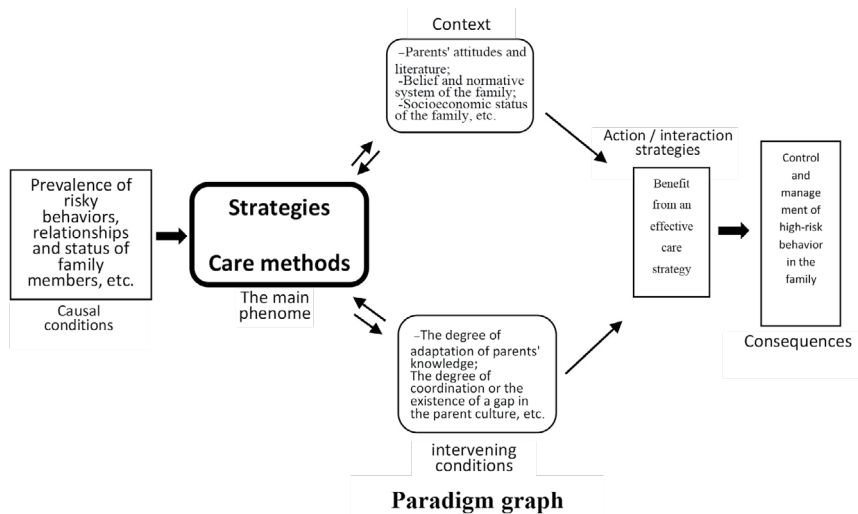 Context
–Parents' attitudes and
literature;
-Belief and normative
system of the family;
-Socioeconomic status
of the family, etc.
Prevalence of
risky
behaviors,
relationships
and status of
family
members, etc.
Causal
conditions
Strategies
Care methods
The main
phenome
–The degree of
adaptation of parents'
knowledge;
The degree of
coordination or the
existence of a gap in
the parent culture, etc.
intervening
conditions
Action / interaction
strategies
Benefit
from an
effective
care
strategy
Control
and
manage
ment of
high-risk
behavior
in the
family
Consequences
Paradigm graph